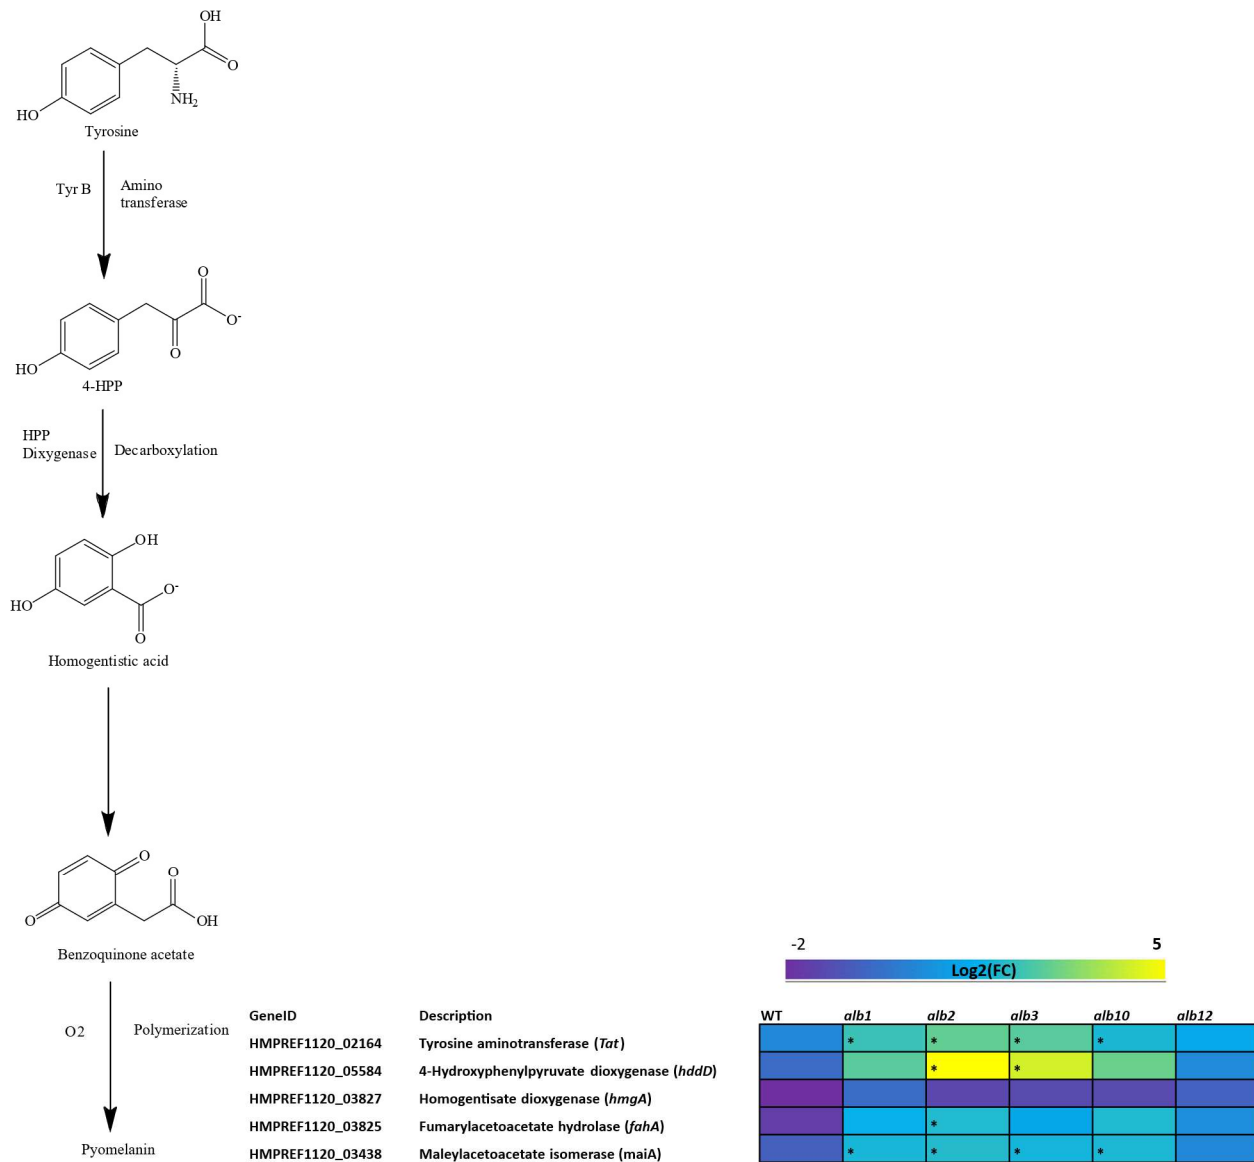 OH
O
NH₂
HO
Tyrosine
Tyr B
Amino
transferase
O
O⁻
O
HO
4-HPP
HPP
Dixygenase
Decarboxylation
OH
O⁻
HO
O
Homogentistic acid
O
O
O
OH
Benzoquinone acetate
O2
Polymerization
Pyomelanin
-2 5
Log2(FC)
GeneID Description WT alb1 alb2 alb3 alb10 alb12
HMPREF1120_02164 Tyrosine aminotransferase (Tat) * * * *
HMPREF1120_05584 4-Hydroxyphenylpyruvate dioxygenase (hddD) * *
HMPREF1120_03827 Homogentisate dioxygenase (hmgA)
HMPREF1120_03825 Fumarylacetoacetate hydrolase (fahA) *
HMPREF1120_03438 Maleylacetoacetate isomerase (maiA) * * * *